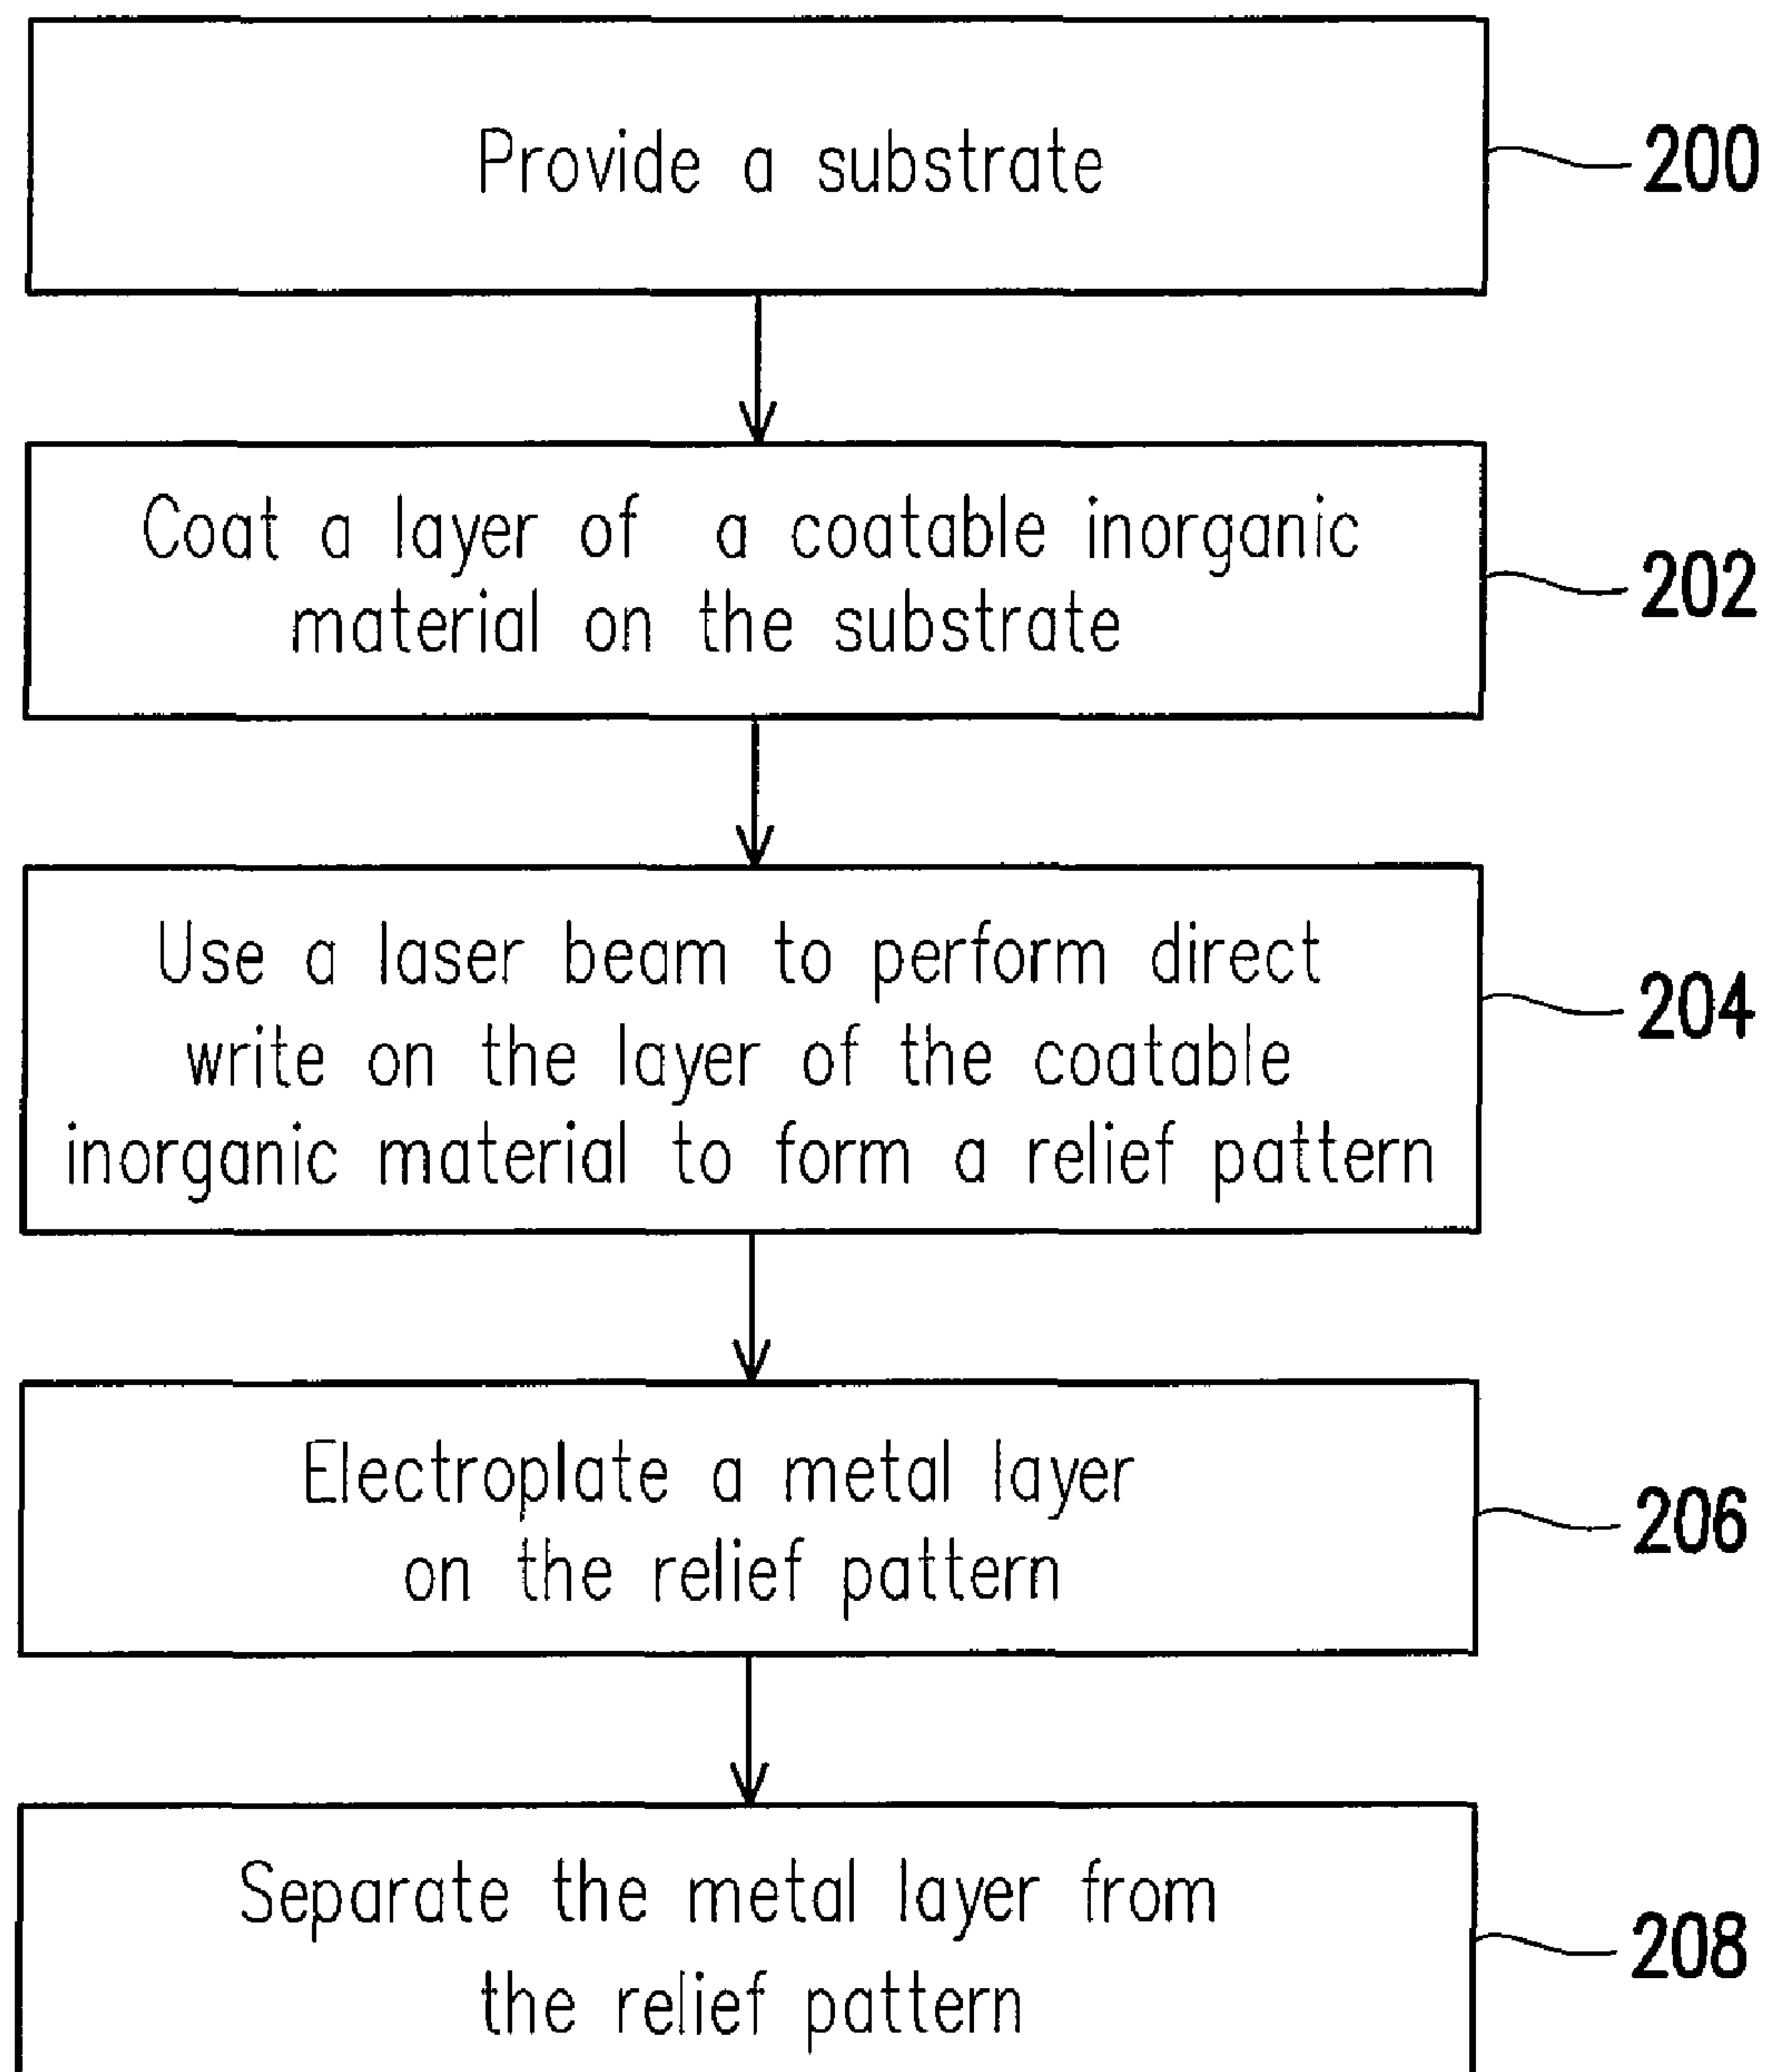 Provide a substrate
200
Coat a layer of a coatable inorganic
material on the substrate
202
Use a laser beam to perform direct
write on the layer of the coatable
inorganic material to form a relief pattern
204
Electroplate a metal layer
on the relief pattern
206
Separate the metal layer from
the relief pattern
208